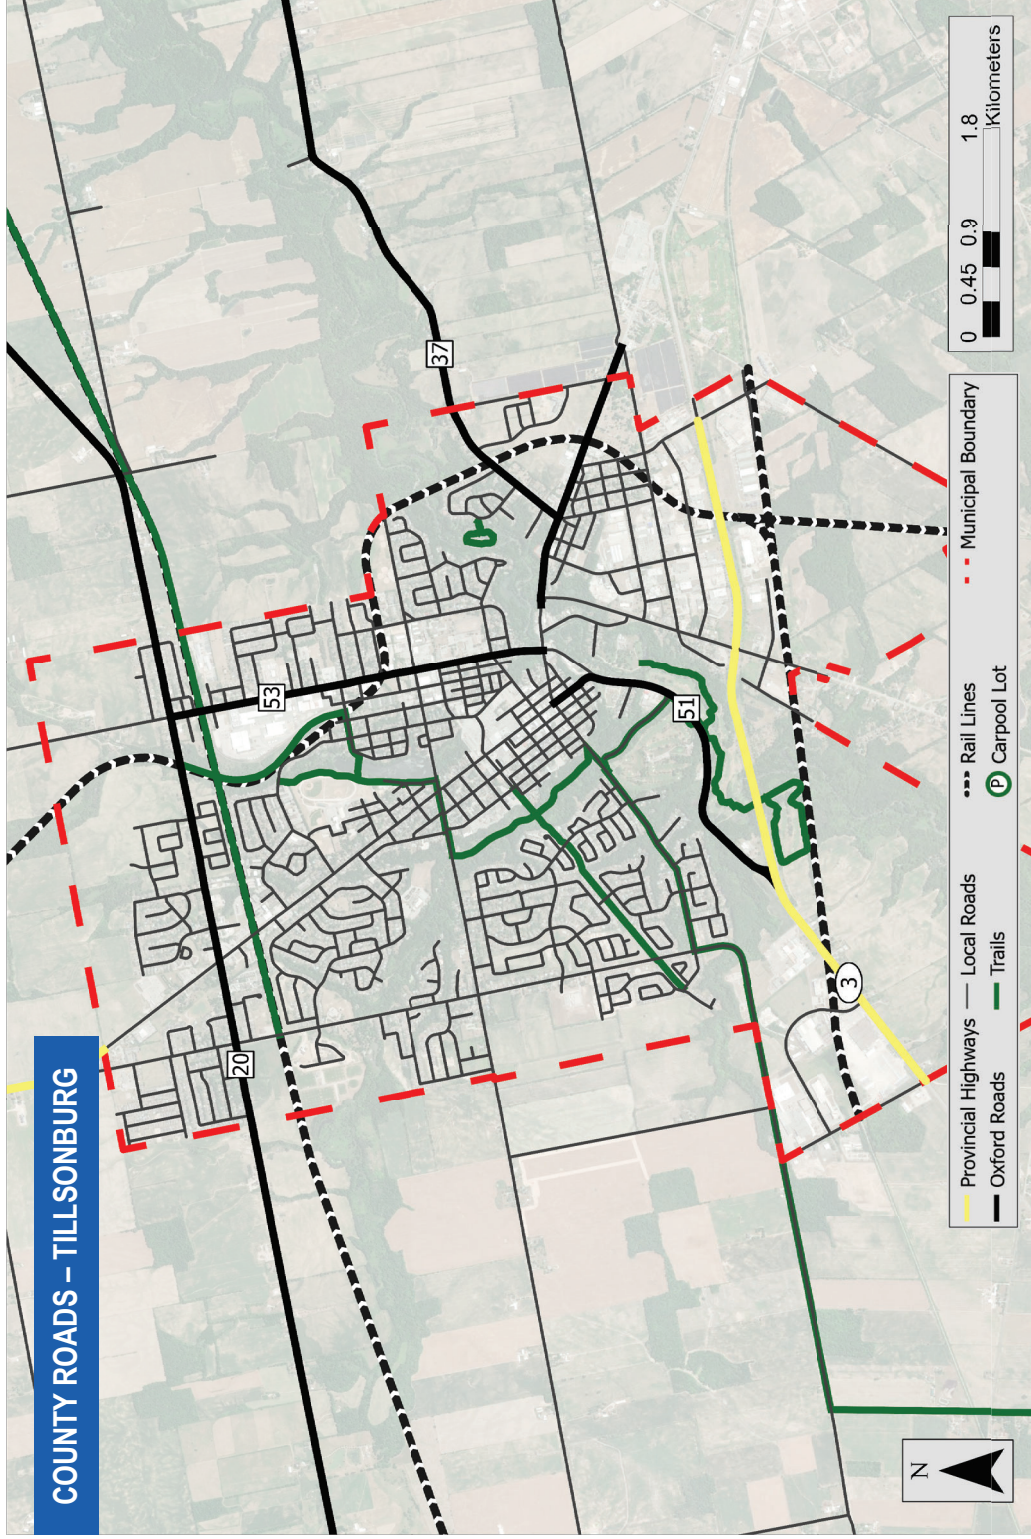 COUNTY ROADS – TILLSONBURG
20
53
37
51
3
N
Provincial Highways
Local Roads
Rail Lines
Municipal Boundary
Oxford Roads
Trails
P Carpool Lot
0 0.45 0.9 1.8
Kilometers